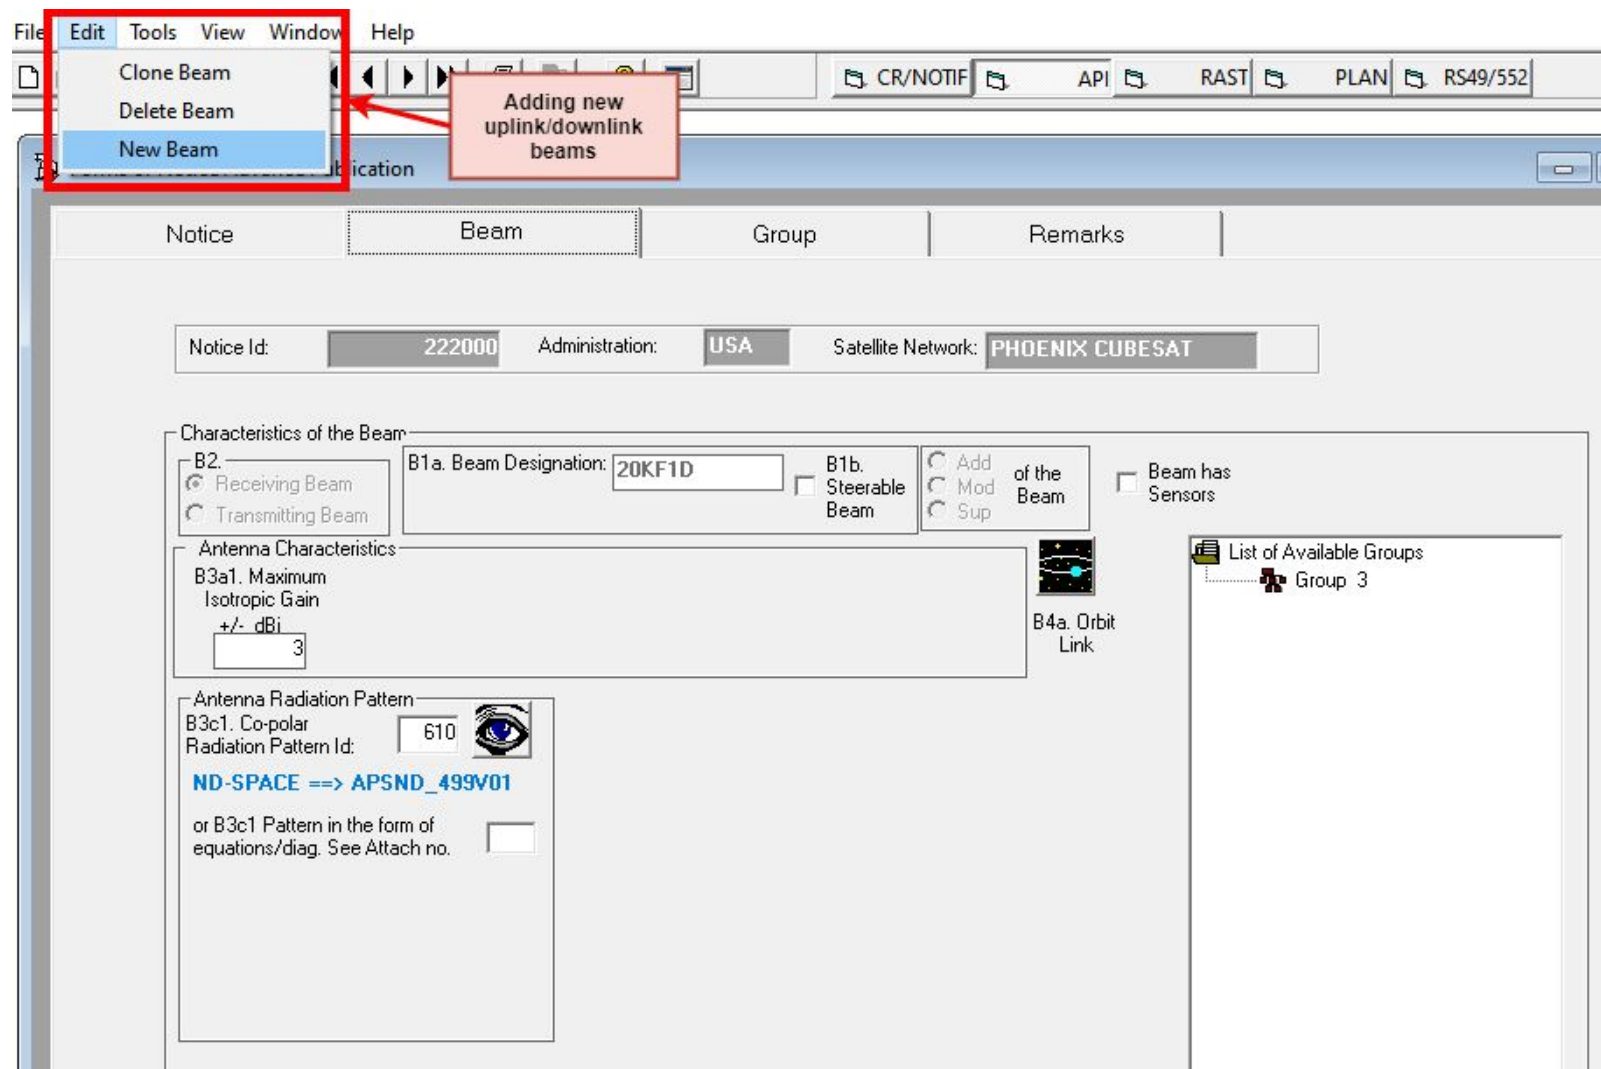 File Edit Tools View Window Help
Clone Beam
Delete Beam
New Beam
CR/NOTIF API RAST PLAN RS49/552
Adding new
uplink/downlink
beams
Notice Beam Group Remarks
Notice Id: 222000 Administration: USA Satellite Network: PHOENIX CUBESAT
Characteristics of the Beam
B2.
Receiving Beam
Transmitting Beam
B1a. Beam Designation: 20KF1D
B1b.
Steerable
Beam
Add
Mod
Sup
of the
Beam
Beam has
Sensors
Antenna Characteristics
B3a1. Maximum
Isotropic Gain
+/- dBi
3
B4a. Orbit
Link
List of Available Groups
Group 3
Antenna Radiation Pattern
B3c1. Co-polar
Radiation Pattern Id: 610
ND-SPACE ==> APSND_499V01
or B3c1 Pattern in the form of
equations/diag. See Attach no.